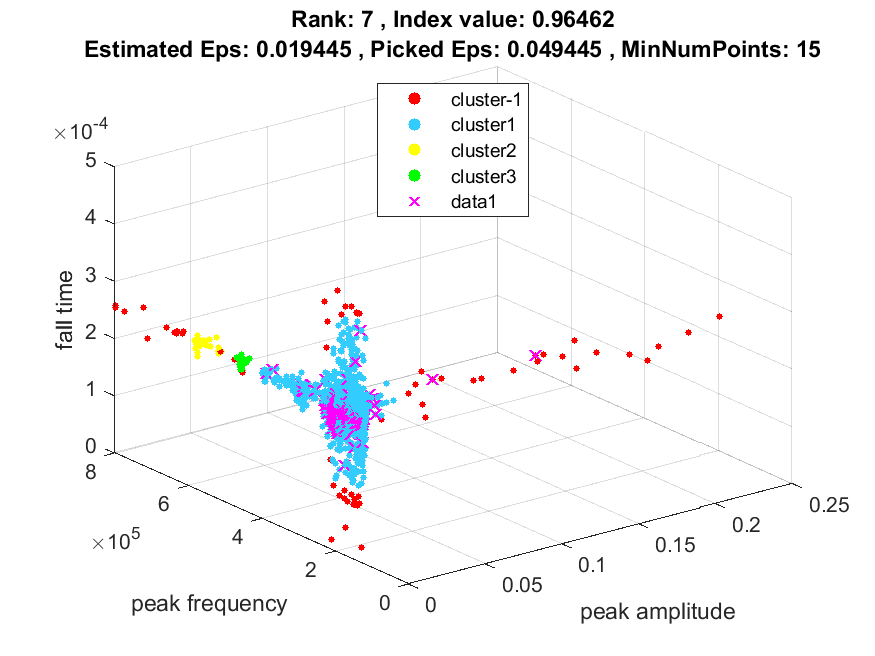 Rank: 7 , Index value: 0.96462
Estimated Eps: 0.019445 , Picked Eps: 0.049445 , MinNumPoints: 15
cluster-1
cluster1
cluster2
cluster3
data1
×10-4
5
4
3
2
1
0
fall time
8
6
4
2
0
×105
peak frequency
0
0.05
0.1
0.15
0.2
0.25
peak amplitude